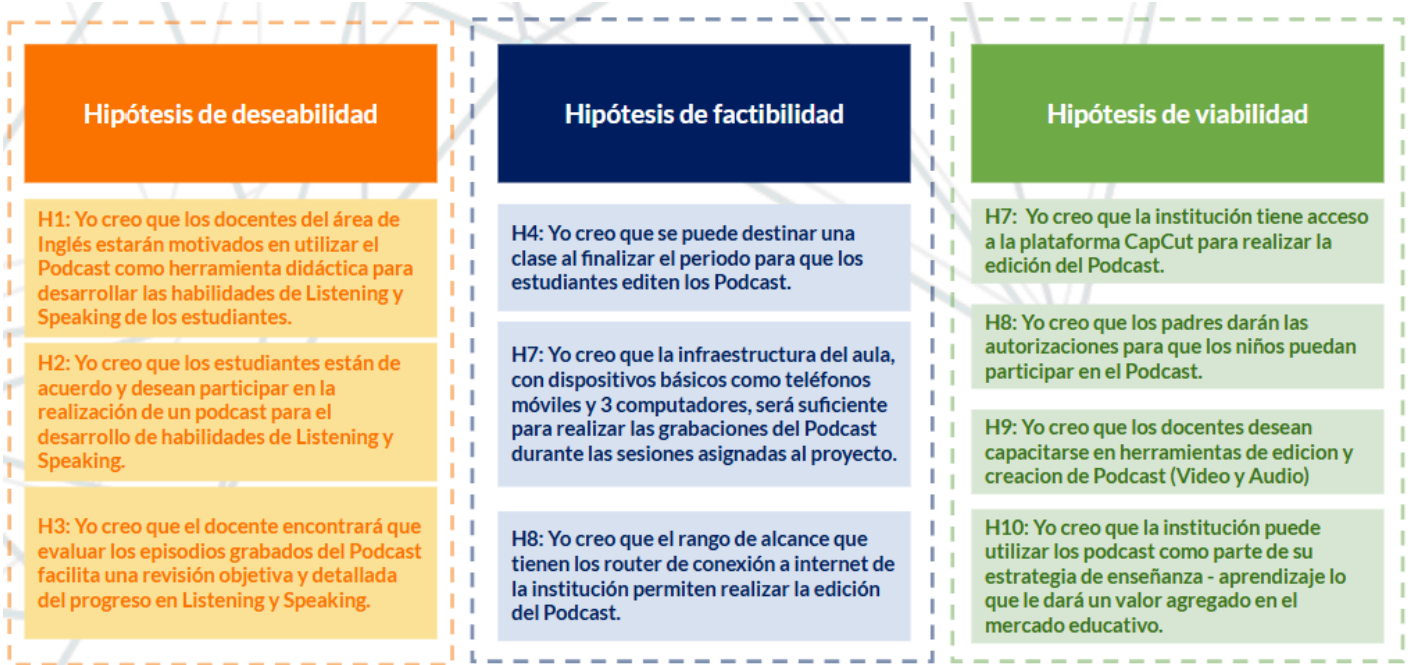 Hipótesis de deseabilidad
H1: Yo creo que los docentes del área de
Inglés estarán motivados en utilizar el
Podcast como herramienta didáctica para
desarrollar las habilidades de Listening y
Speaking de los estudiantes.
H2: Yo creo que los estudiantes están de
acuerdo y desean participar en la
realización de un podcast para el
desarrollo de habilidades de Listening y
Speaking.
H3: Yo creo que el docente encontrará que
evaluar los episodios grabados del Podcast
facilita una revisión objetiva y detallada
del progreso en Listening y Speaking.
Hipótesis de factibilidad
H4: Yo creo que se puede destinar una
clase al finalizar el periodo para que los
estudiantes editen los Podcast.
H7: Yo creo que la infraestructura del aula,
con dispositivos básicos como teléfonos
móviles y 3 computadores, será suficiente
para realizar las grabaciones del Podcast
durante las sesiones asignadas al proyecto.
H8: Yo creo que el rango de alcance que
tienen los router de conexión a internet de
la institución permiten realizar la edición
del Podcast.
Hipótesis de viabilidad
H7: Yo creo que la institución tiene acceso
a la plataforma CapCut para realizar la
edición del Podcast.
H8: Yo creo que los padres darán las
autorizaciones para que los niños puedan
participar en el Podcast.
H9: Yo creo que los docentes desean
capacitarse en herramientas de edicion y
creacion de Podcast (Video y Audio)
H10: Yo creo que la institución puede
utilizar los podcast como parte de su
estrategia de enseñanza - aprendizaje lo
que le dará un valor agregado en el
mercado educativo.